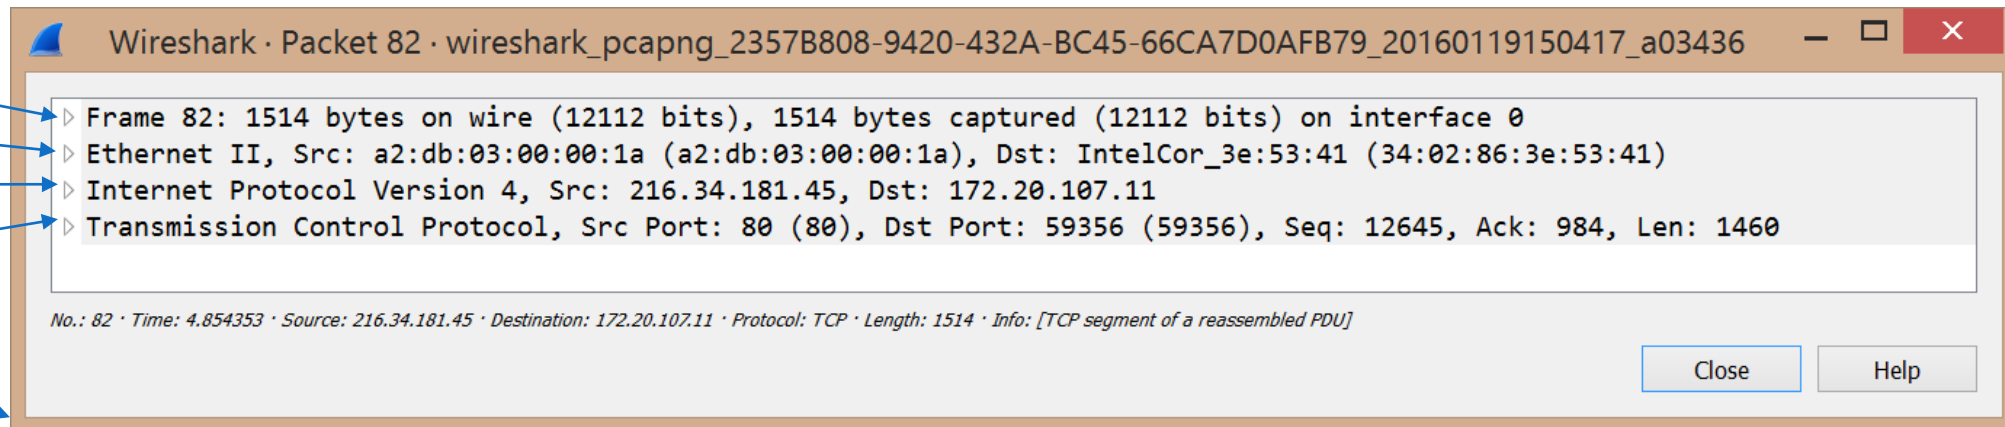 Wireshark · Packet 82 · wireshark_pcapng_2357B808-9420-432A-BC45-66CA7D0AFB79_20160119150417_a03436
Frame 82: 1514 bytes on wire (12112 bits), 1514 bytes captured (12112 bits) on interface 0
Ethernet II, Src: a2:db:03:00:00:1a (a2:db:03:00:00:1a), Dst: IntelCor_3e:53:41 (34:02:86:3e:53:41)
Internet Protocol Version 4, Src: 216.34.181.45, Dst: 172.20.107.11
Transmission Control Protocol, Src Port: 80 (80), Dst Port: 59356 (59356), Seq: 12645, Ack: 984, Len: 1460
No.: 82 · Time: 4.854353 · Source: 216.34.181.45 · Destination: 172.20.107.11 · Protocol: TCP · Length: 1514 · Info: [TCP segment of a reassembled PDU]
Close Help